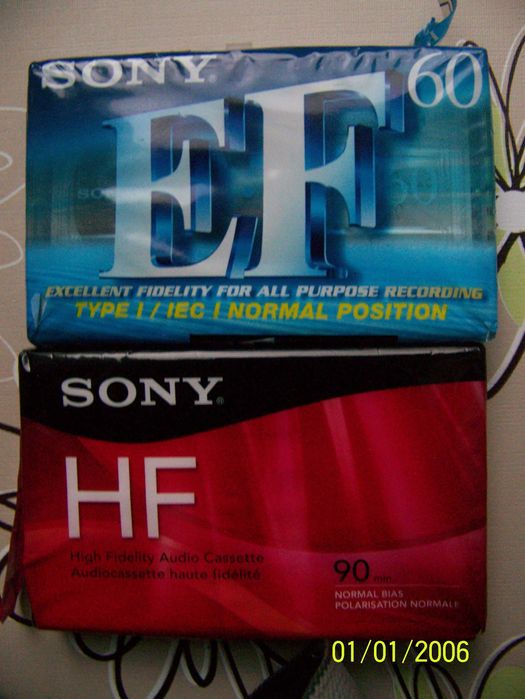 SONY
EF 60
EXCELLENT FIDELITY FOR ALL PURPOSE RECORDING
TYPE I / IEC I NORMAL POSITION
SONY®
HF
High Fidelity Audio Cassette
Audiocassette haute fidélité
90 min
NORMAL BIAS
POLARISATION NORMALE
01/01/2006